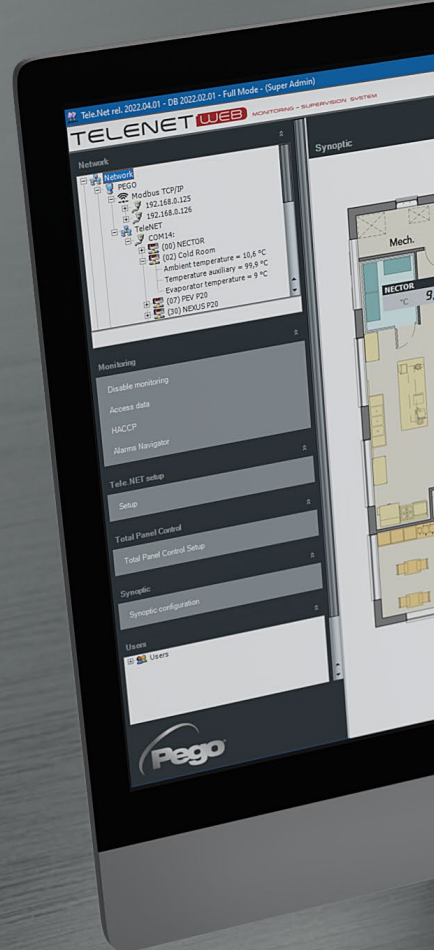 Tele.Net rel. 2022.04.01 - DB 2022.02.01 - Full Mode - (Super Admin)
TELENET WEB MONITORING - SUPERVISION SYSTEM
Network
Network
PEGO
Modbus TCP/IP
192.168.0.125
192.168.0.126
TeleNET
COM14:
(00) NECTOR
(02) Cold Room
Ambient temperature = 10,6 °C
Temperature auxiliary = 99,9 °C
Evaporator temperature = 9 °C
(07) PEV P20
(30) NEXUS P20
Monitoring
Disable monitoring
Access data
HACCP
Alarms Navigator
Tele.NET setup
Setup
Total Panel Control
Total Panel Control Setup
Synoptic
Synoptic configuration
Users
Users
Pego
Synoptic
Mech.
NECTOR
°C 9,